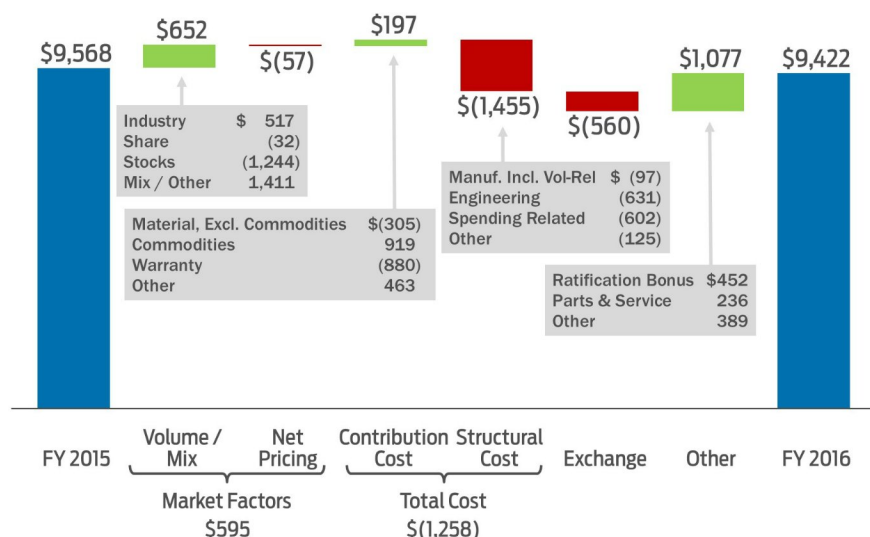 $9,568
$652
$(57)
$197
$(1,455)
$(560)
$1,077
$9,422
Industry $ 517
Share (32)
Stocks (1,244)
Mix / Other 1,411
Material, Excl. Commodities $(305)
Commodities 919
Warranty (880)
Other 463
Manuf. Incl. Vol-Rel $ (97)
Engineering (631)
Spending Related (602)
Other (125)
Ratification Bonus $452
Parts & Service 236
Other 389
FY 2015
Volume /
Mix
Net
Pricing
Contribution
Cost
Structural
Cost
Exchange
Other
FY 2016
Market Factors
$595
Total Cost
$(1,258)